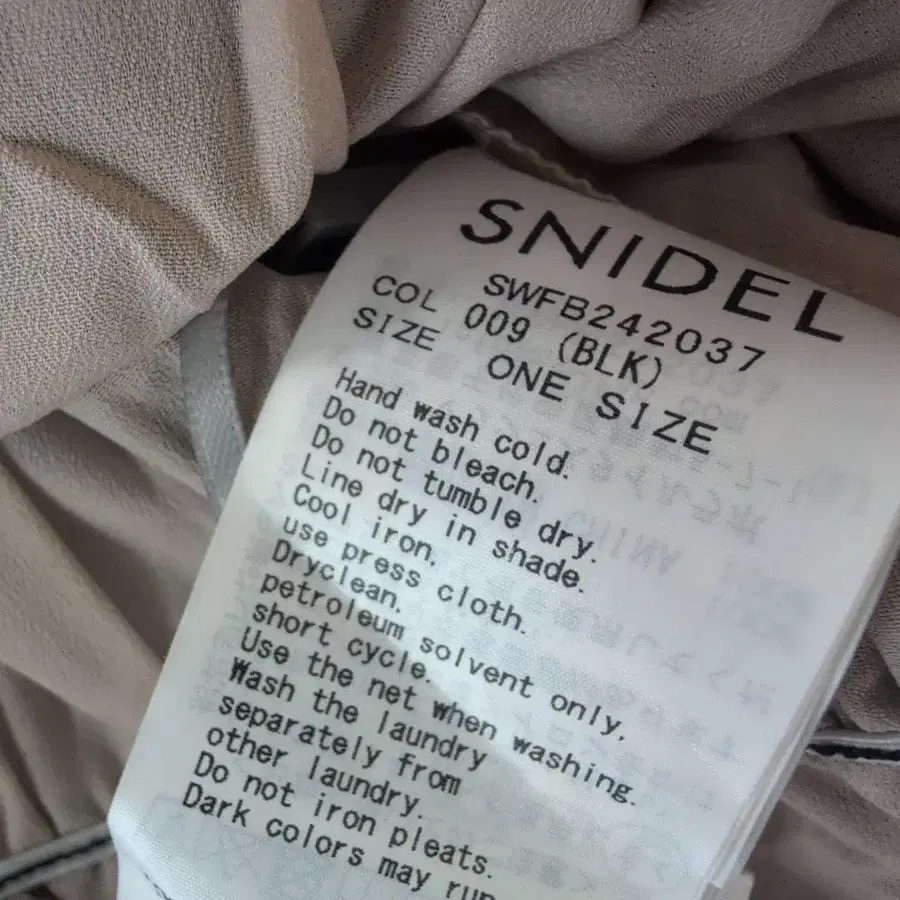 SNIDEL
SWFB242037
COL 009 (BLK)
SIZE ONE SIZE
Hand wash cold.
Do not bleach.
Do not tumble dry.
Line dry in shade.
Cool iron.
use press cloth.
Dryclean.
petroleum solvent only,
short cycle.
Use the net when washing.
Wash the laundry
separately from
other laundry.
Do not iron pleats.
Dark colors may